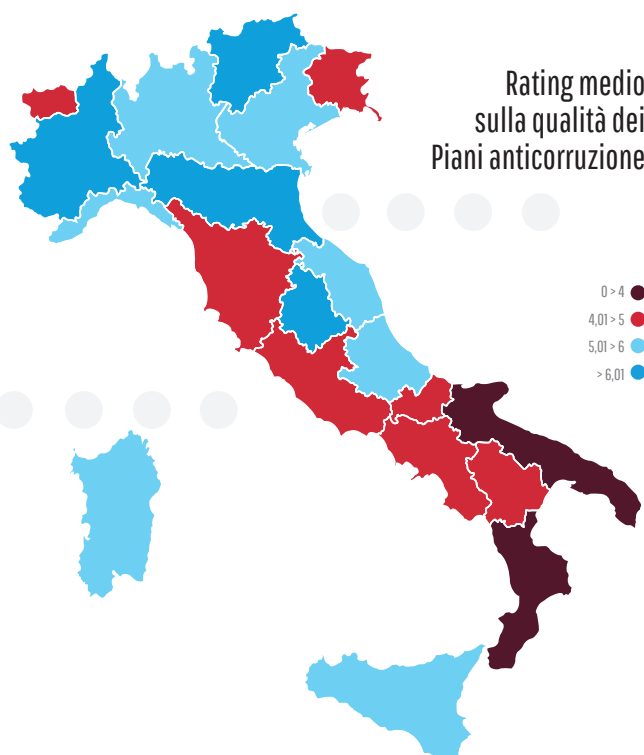 Rating medio
sulla qualità dei
Piani anticorruzione
0 > 4
4,01 > 5
5,01 > 6
> 6,01